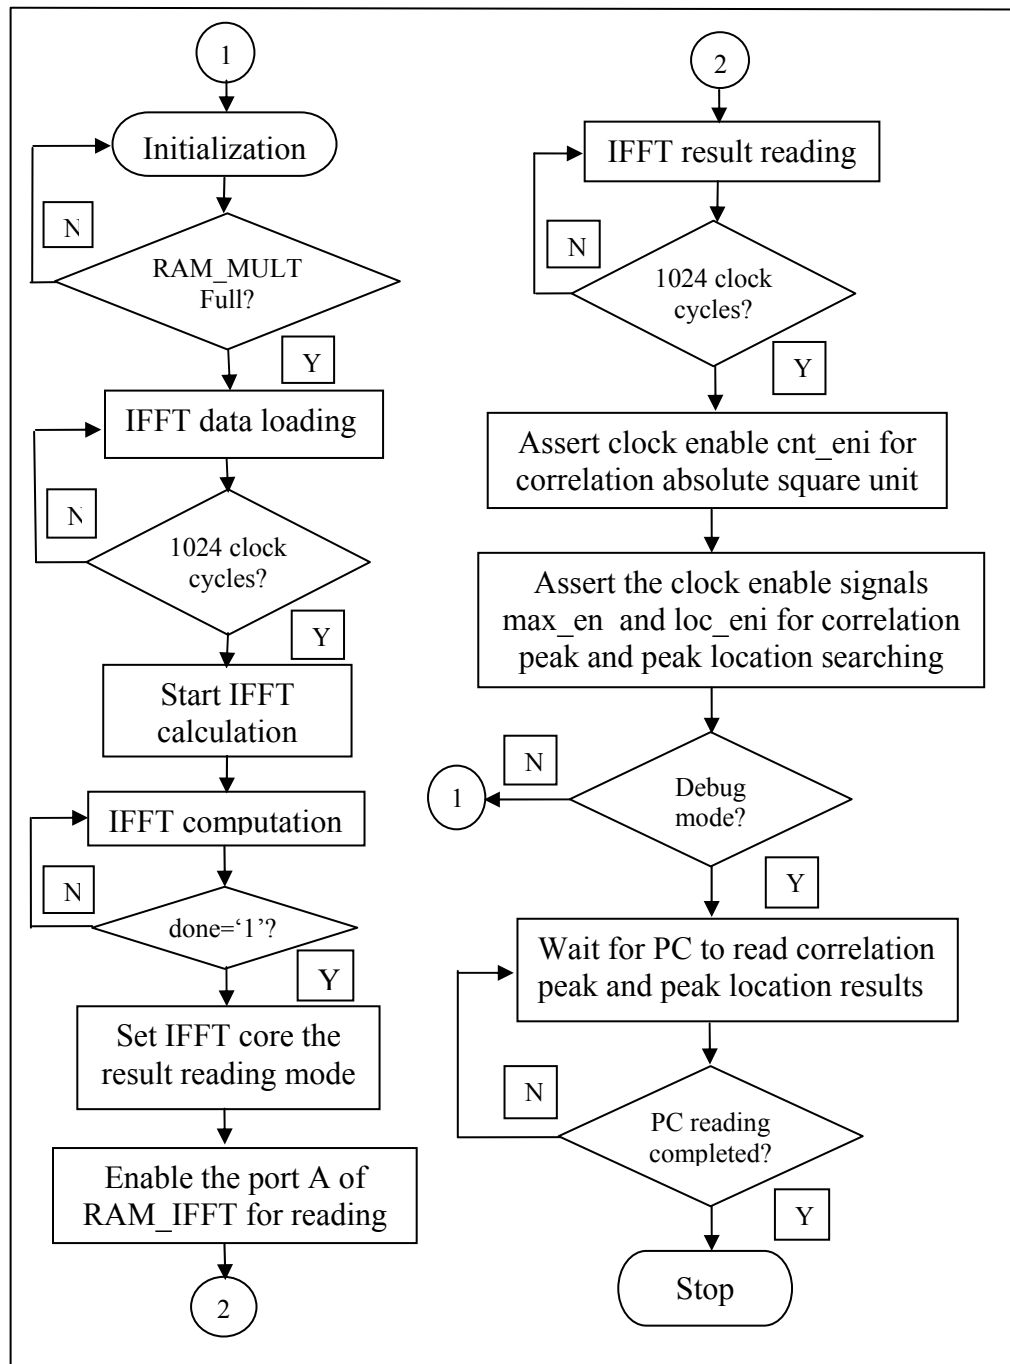 1
Initialization
N
RAM_MULT
Full?
Y
IFFT data loading
N
1024 clock
cycles?
Y
Start IFFT
calculation
IFFT computation
N
done=‘1’?
Y
Set IFFT core the
result reading mode
Enable the port A of
RAM_IFFT for reading
2
2
IFFT result reading
N
1024 clock
cycles?
Y
Assert clock enable cnt_eni for
correlation absolute square unit
Assert the clock enable signals
max_en and loc_eni for correlation
peak and peak location searching
N
1
Debug
mode?
Y
Wait for PC to read correlation
peak and peak location results
N
PC reading
completed?
Y
Stop